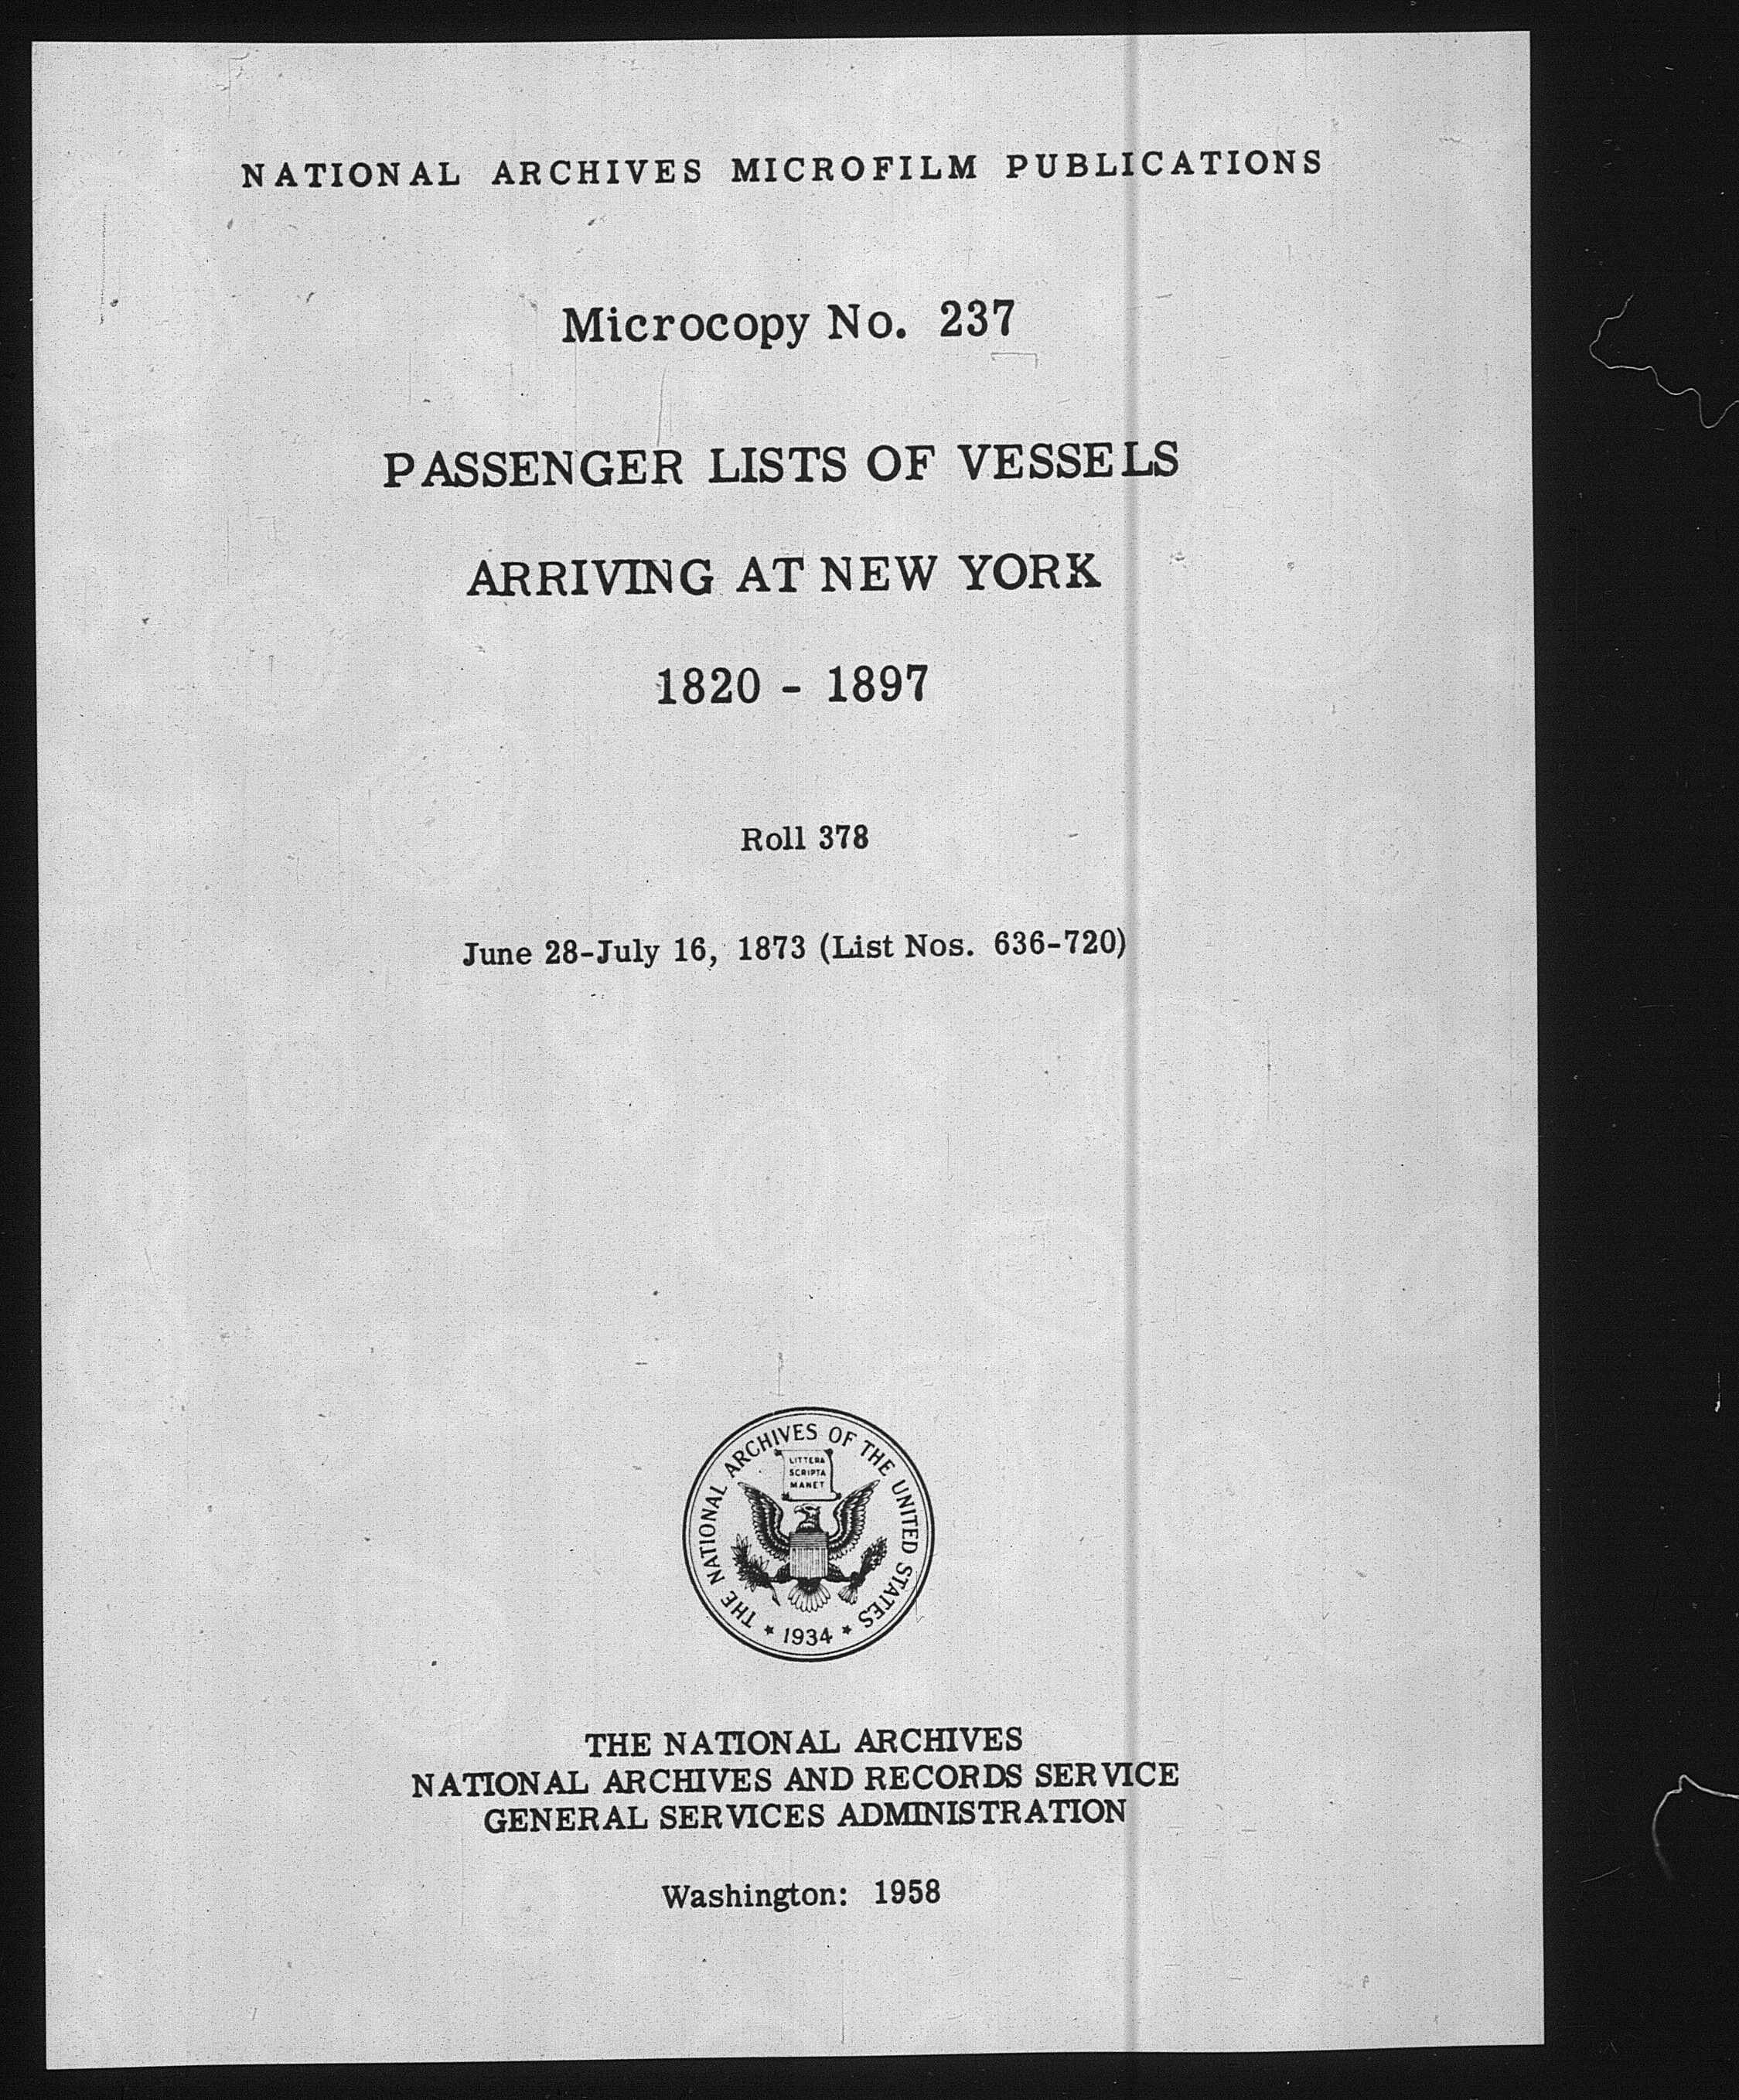 NATIONAL ARCHIVES MICROFILM PUBLICATIONS
Microcopy No. 237
PASSENGER LISTS OF VESSELS
ARRIVING AT NEW YORK
1820 - 1897
Roll 378
June 28-July 16, 1873 (List Nos. 636-720)
THE NATIONAL ARCHIVES OF THE UNITED STATES
LITTERA
SCRIPTA
MANET
* 1934 *
THE NATIONAL ARCHIVES
NATIONAL ARCHIVES AND RECORDS SERVICE
GENERAL SERVICES ADMINISTRATION
Washington: 1958